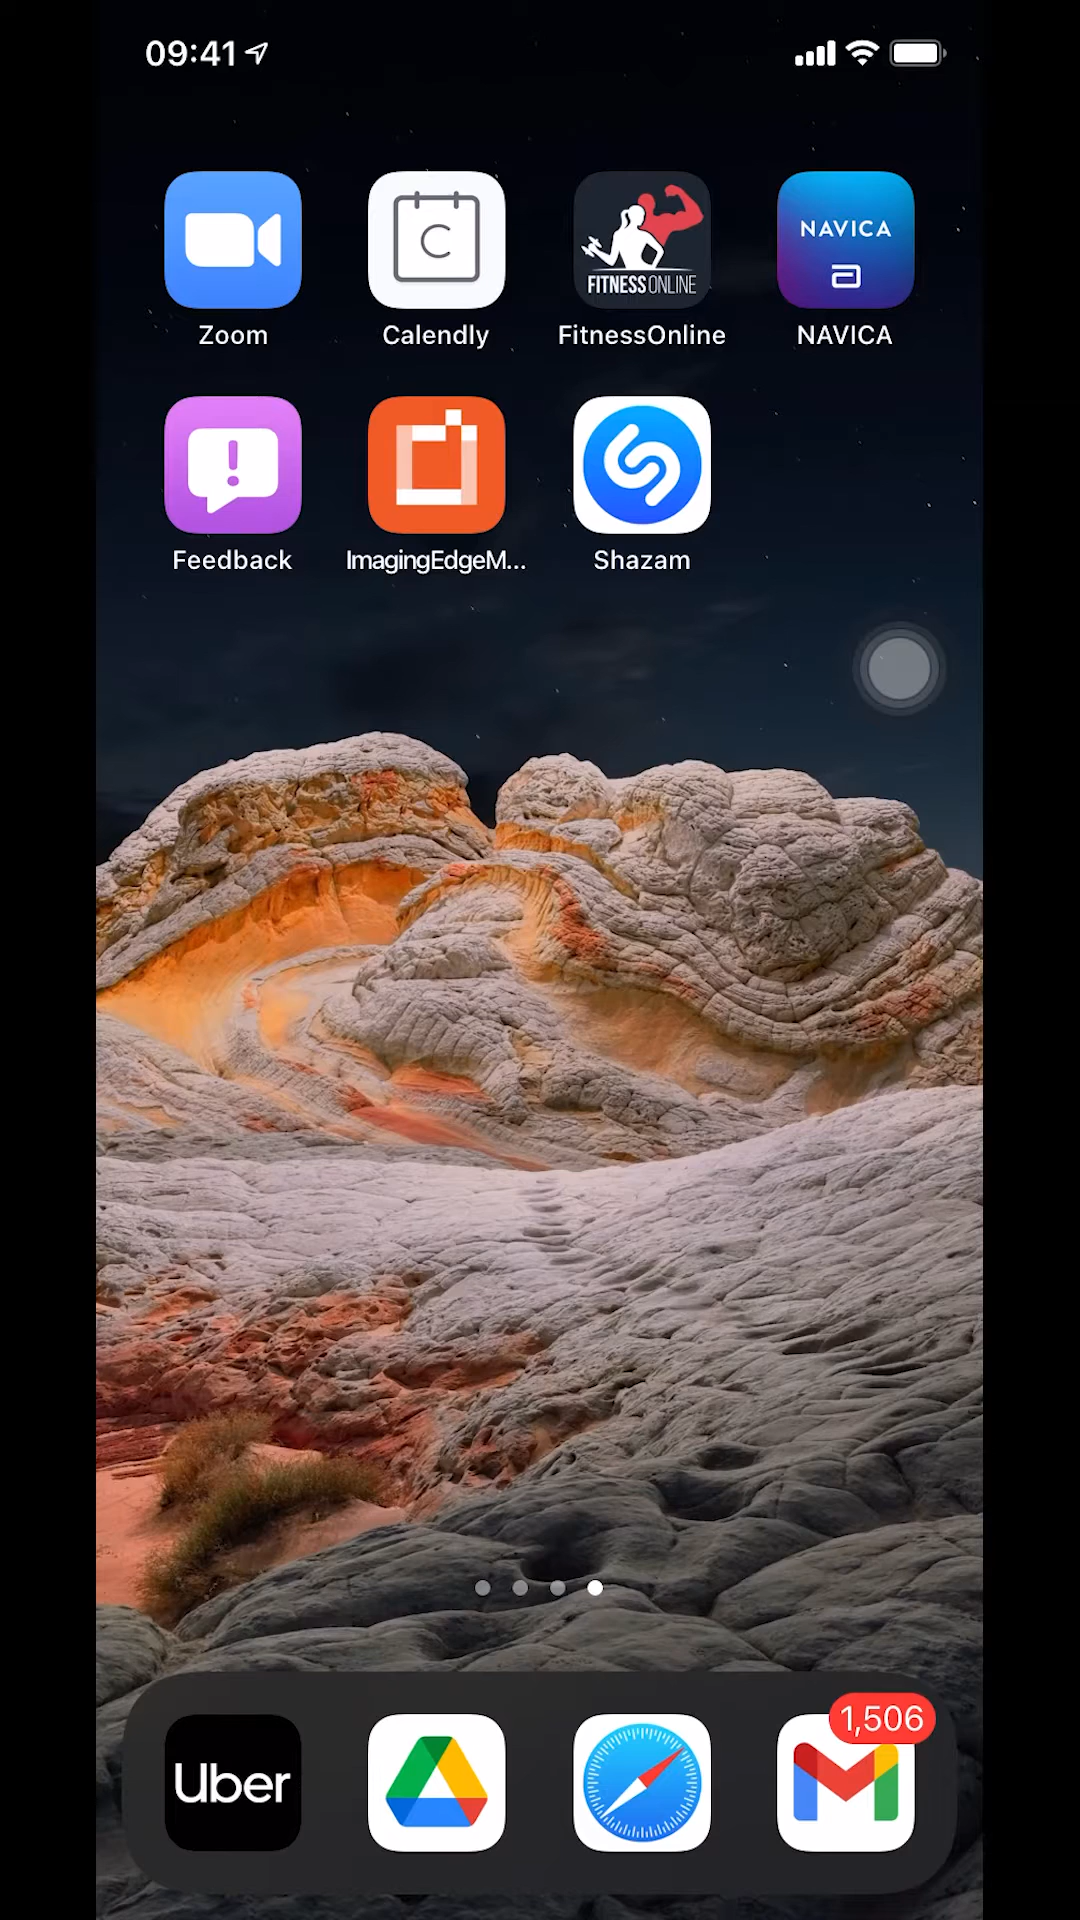 09:41
NAVICA
FITNESS ONLINE
C
Zoom
Calendly
FitnessOnline
NAVICA
Feedback
ImagingEdgeM...
Shazam
1,506
Uber